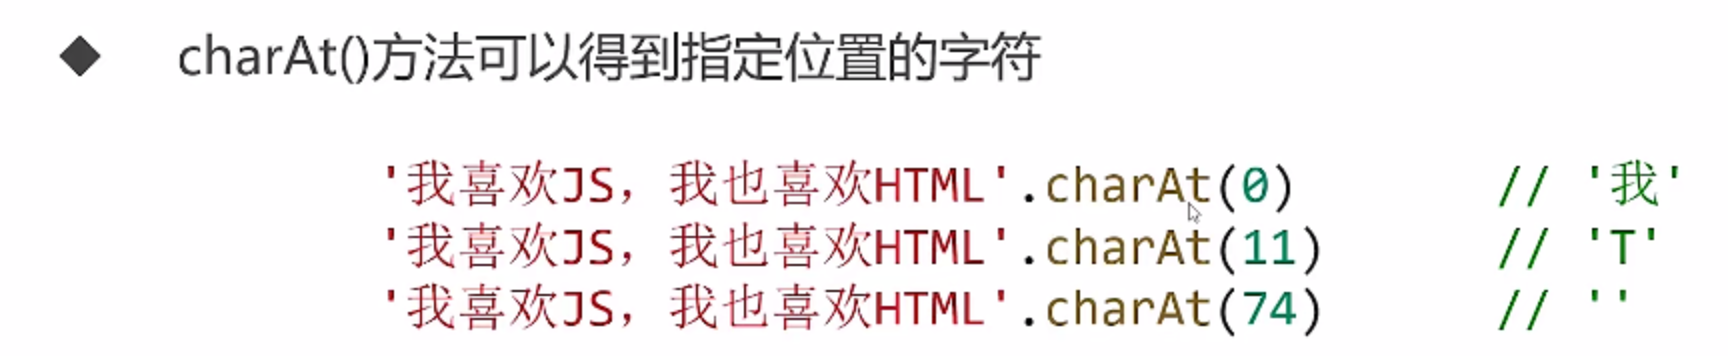 ◆ charAt()方法可以得到指定位置的字符
'我喜欢JS，我也喜欢HTML'.charAt(0) // '我'
'我喜欢JS，我也喜欢HTML'.charAt(11) // 'T'
'我喜欢JS，我也喜欢HTML'.charAt(74) // ''